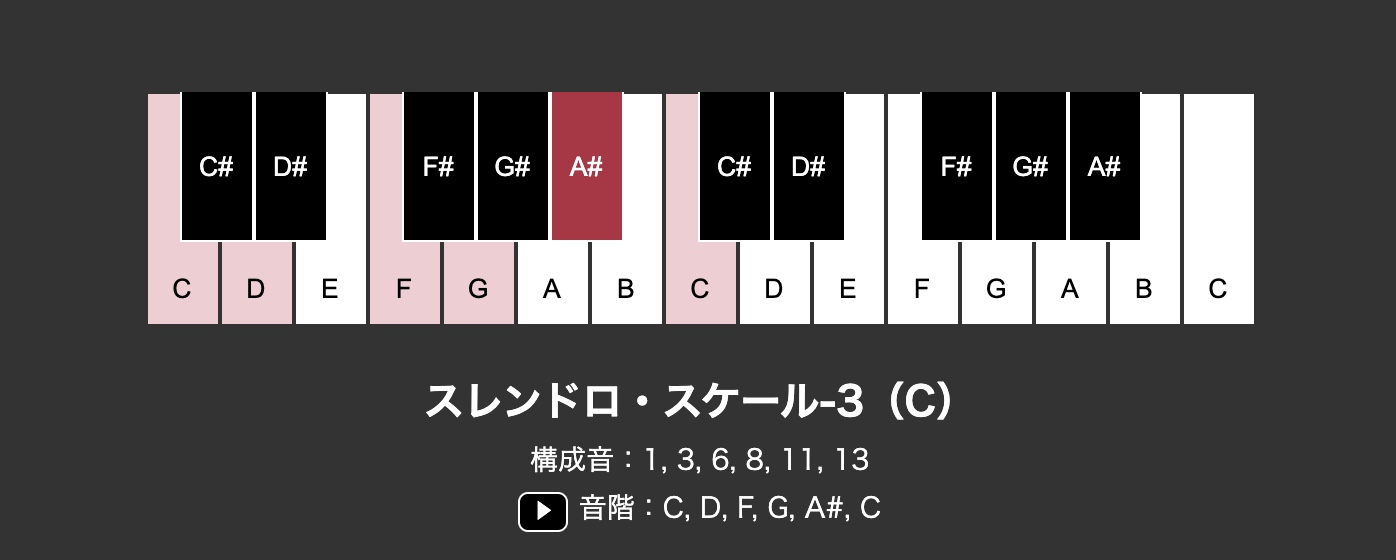 C# D# F# G# A# C# D# F# G# A#
C D E F G A B C D E F G A B C
スレンドロ・スケール-3（C）
構成音：1, 3, 6, 8, 11, 13
音階：C, D, F, G, A#, C